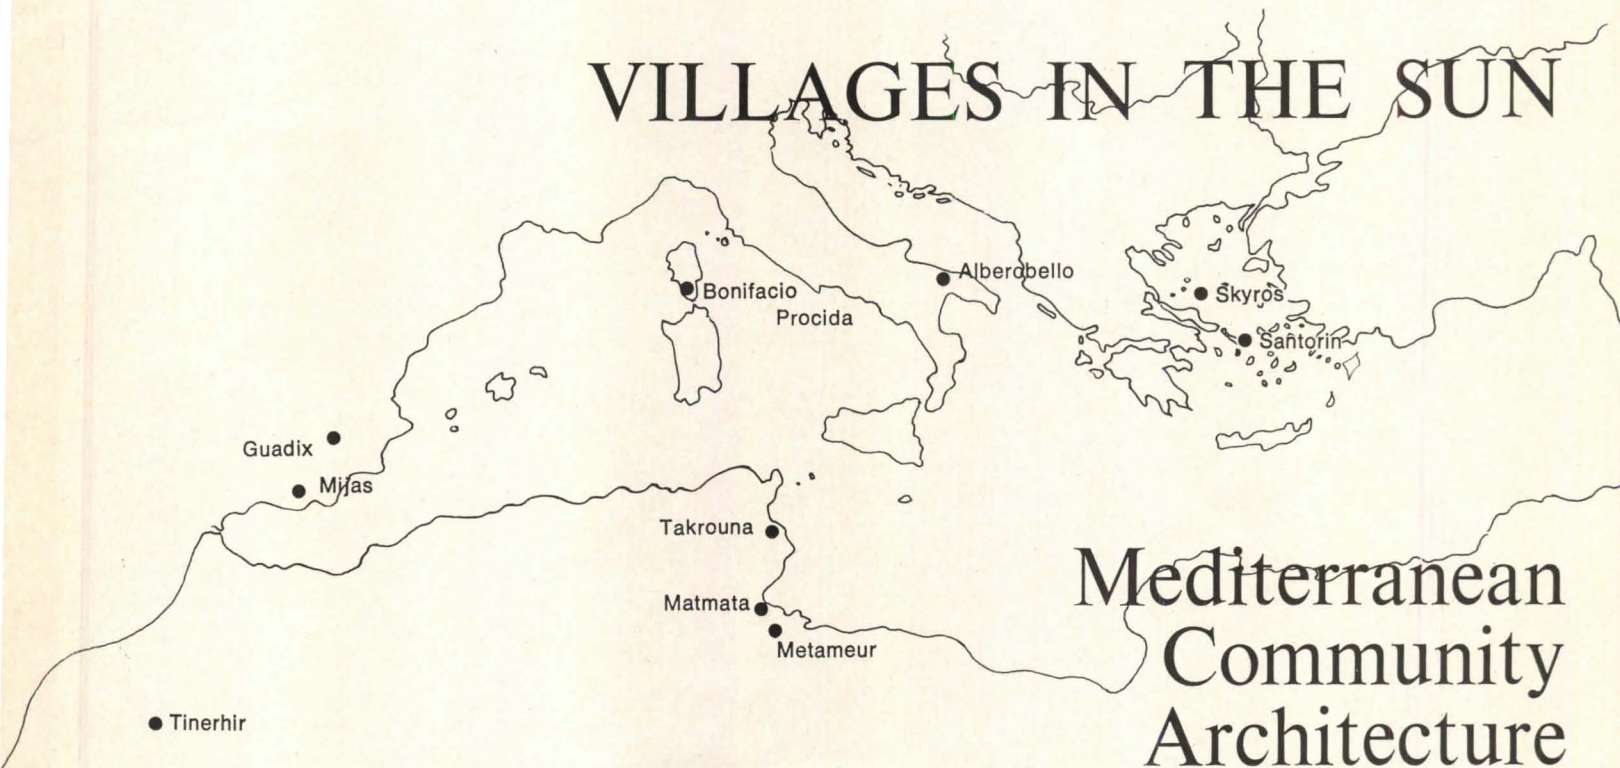 VILLAGES IN THE SUN
Alberobello
Bonifacio
Skyros
Procida
Santorin
Guadix
Mijas
Takrouna
Matmata
Metameur
Tinerhir
Mediterranean
Community
Architecture